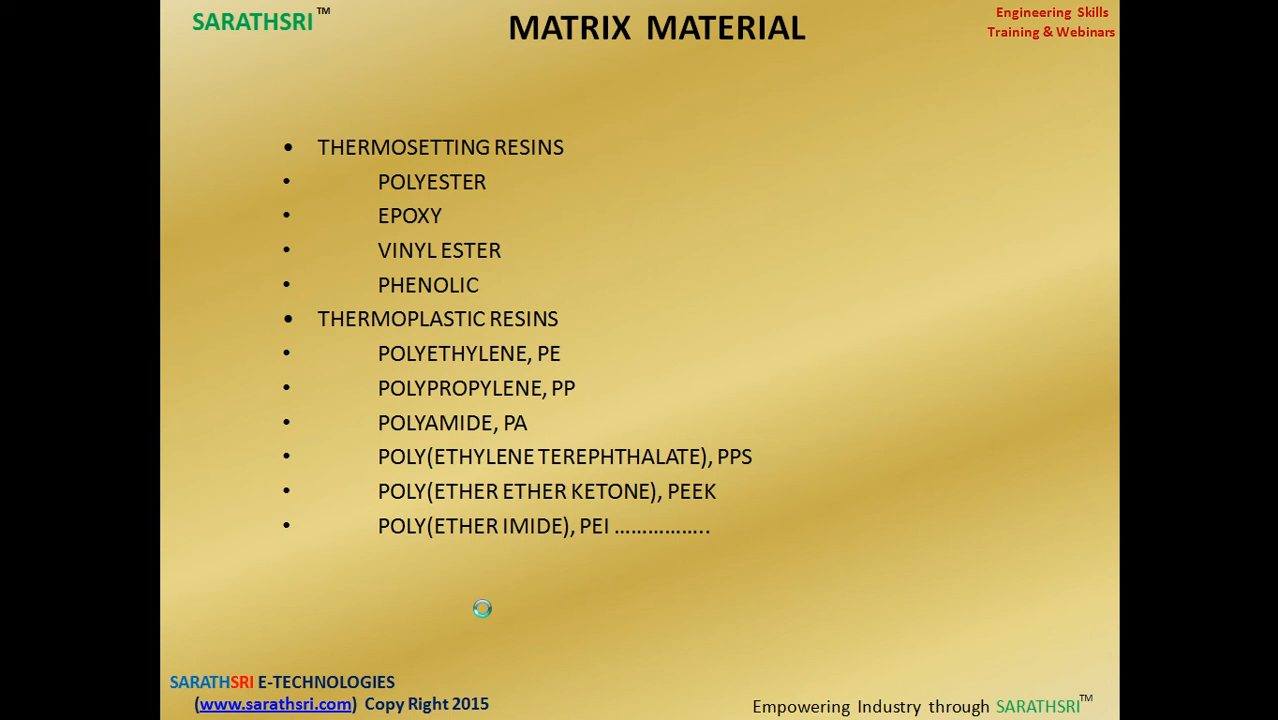 SARATHSRI™
MATRIX MATERIAL
Engineering Skills
Training & Webinars
• THERMOSETTING RESINS
• POLYESTER
• EPOXY
• VINYL ESTER
• PHENOLIC
• THERMOPLASTIC RESINS
• POLYETHYLENE, PE
• POLYPROPYLENE, PP
• POLYAMIDE, PA
• POLY(ETHYLENE TEREPHTHALATE), PPS
• POLY(ETHER ETHER KETONE), PEEK
• POLY(ETHER IMIDE), PEI ……………..
SARATHSRI E-TECHNOLOGIES
(www.sarathsri.com) Copy Right 2015
Empowering Industry through SARATHSRI™